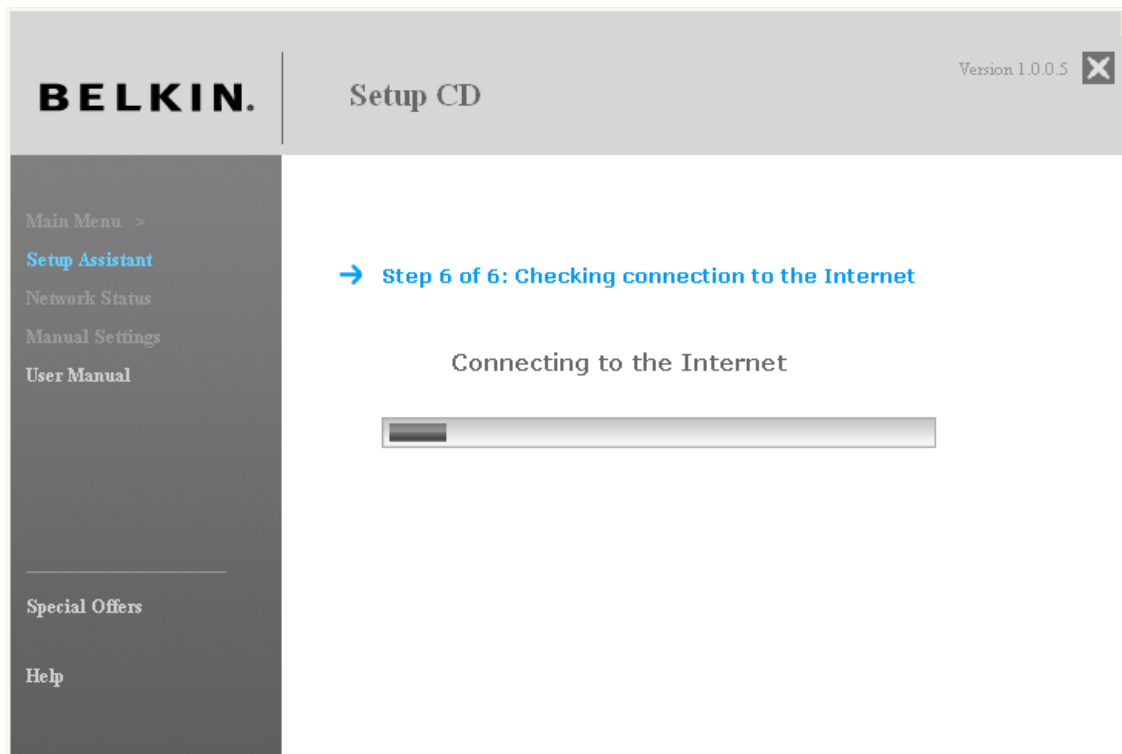 BELKIN.
Setup CD
Version 1.0.0.5
Main Menu >
Setup Assistant
Network Status
Manual Settings
User Manual
Special Offers
Help
Step 6 of 6: Checking connection to the Internet
Connecting to the Internet